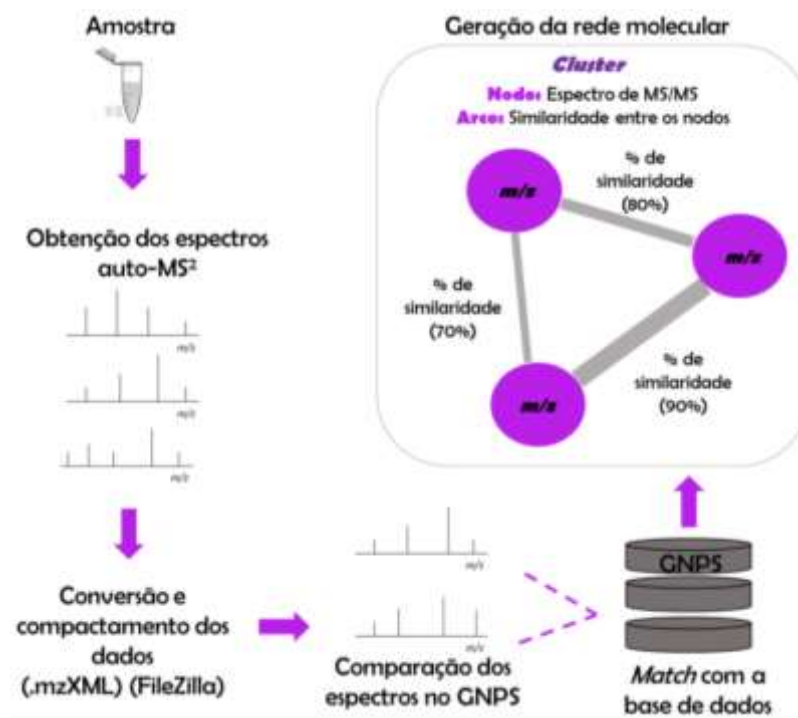 Amostra
Obtenção dos espectros
auto-MS²
m/z
m/z
m/z
Conversão e
compactamento dos
dados
(.mzXML) (FileZilla)
m/z
m/z
Comparação dos
espectros no GNPS
GNPS
Match com a
base de dados
Geração da rede molecular
Cluster
Nodos Espectro de MS/MS
Arcos Similaridade entre os nodos
m/z
% de
similaridade
(80%)
m/z
% de
similaridade
(70%)
m/z
% de
similaridade
(90%)